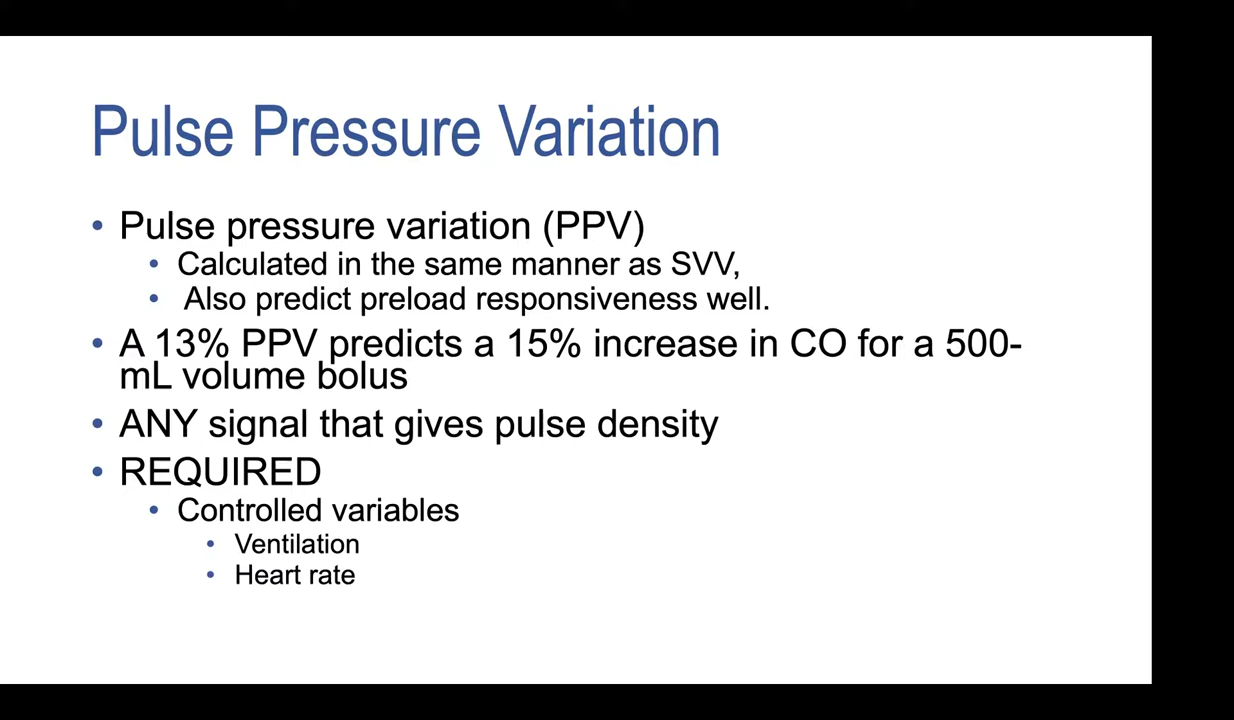 Pulse Pressure Variation
• Pulse pressure variation (PPV)
• Calculated in the same manner as SVV,
• Also predict preload responsiveness well.
• A 13% PPV predicts a 15% increase in CO for a 500-
mL volume bolus
• ANY signal that gives pulse density
• REQUIRED
• Controlled variables
• Ventilation
• Heart rate